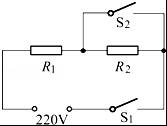 S₂
R₁ R₂
220V S₁